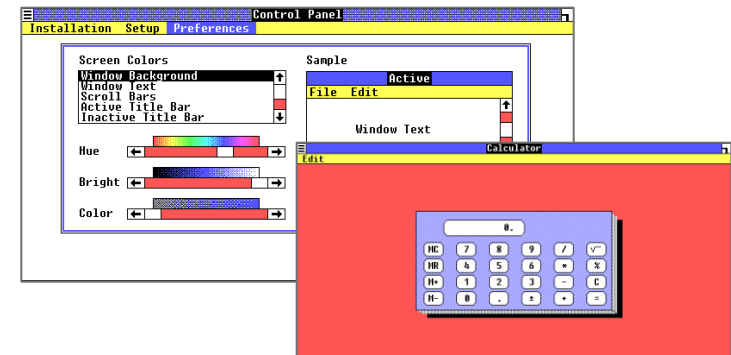 Control Panel
Installation Setup Preferences
Screen Colors
Window Background
Window Text
Scroll Bars
Active Title Bar
Inactive Title Bar
Hue
Bright
Color
Sample
Active
File Edit
Window Text
Calculator
Edit
0.
MC 7 8 9 / √
MR 4 5 6 * %
M+ 1 2 3 - C
M- 0 . ± + =